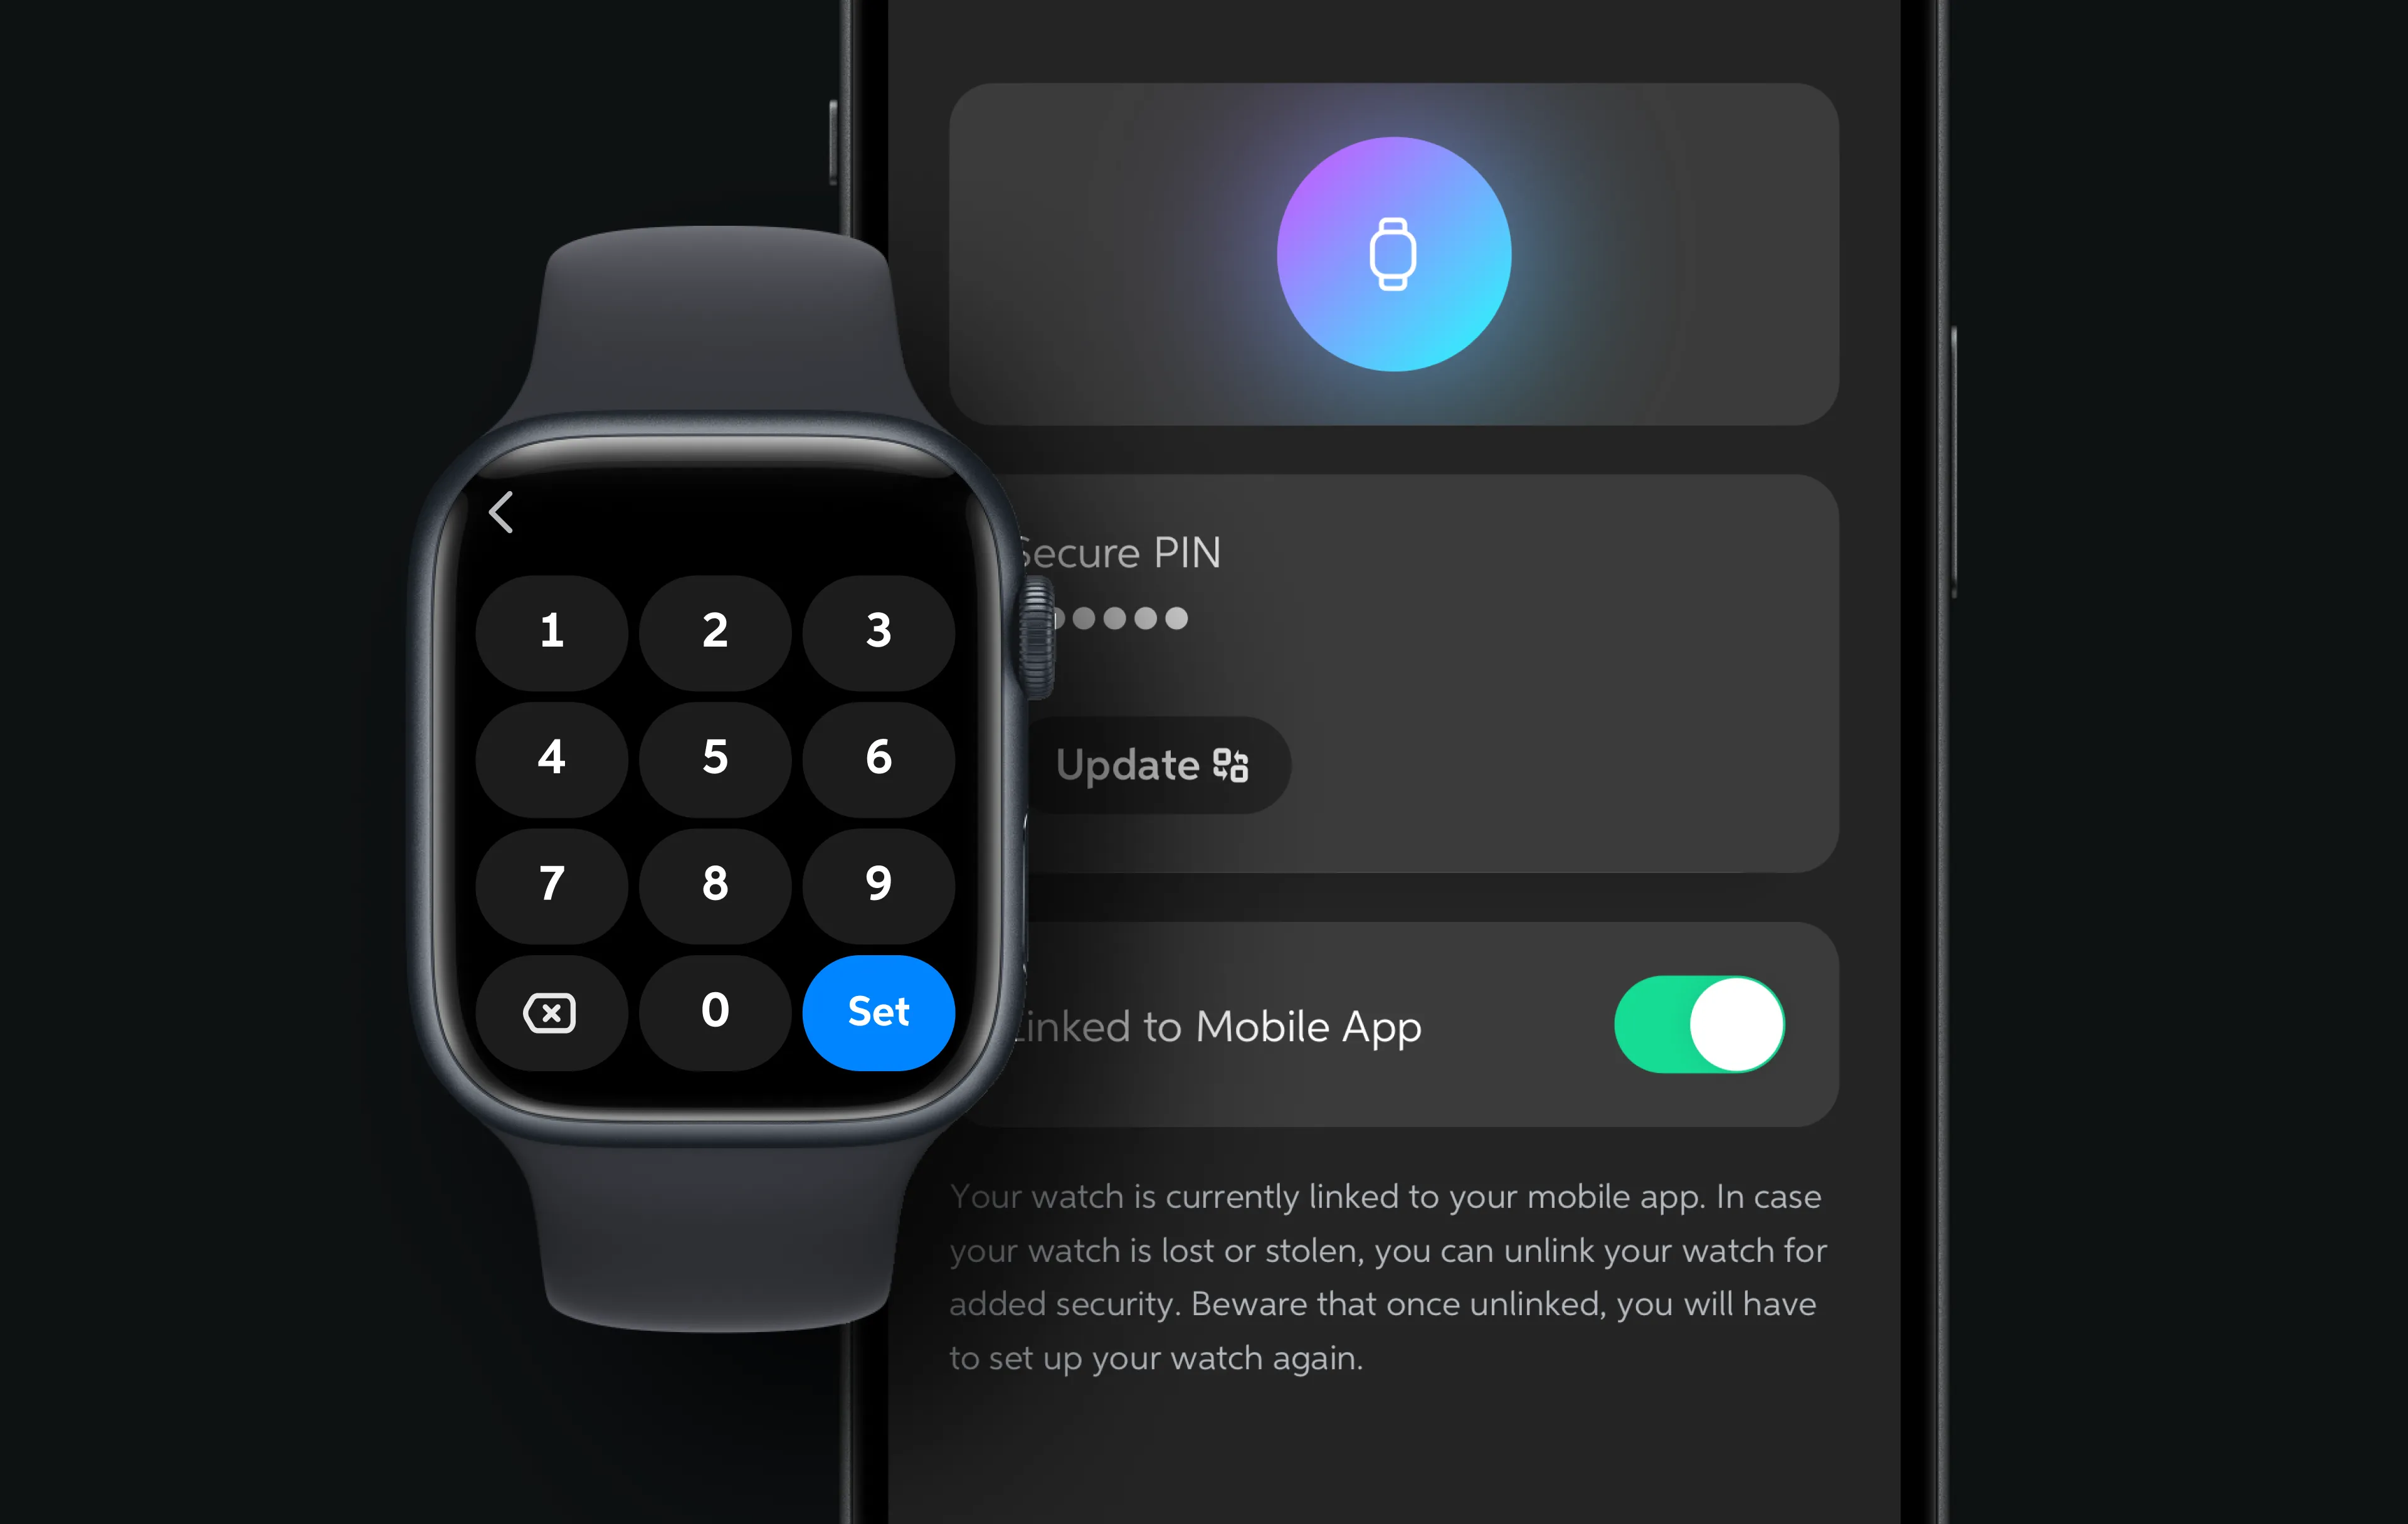 1 2 3
4 5 6
7 8 9
0 Set
Secure PIN
Update
Linked to Mobile App
Your watch is currently linked to your mobile app. In case
your watch is lost or stolen, you can unlink your watch for
added security. Beware that once unlinked, you will have
to set up your watch again.